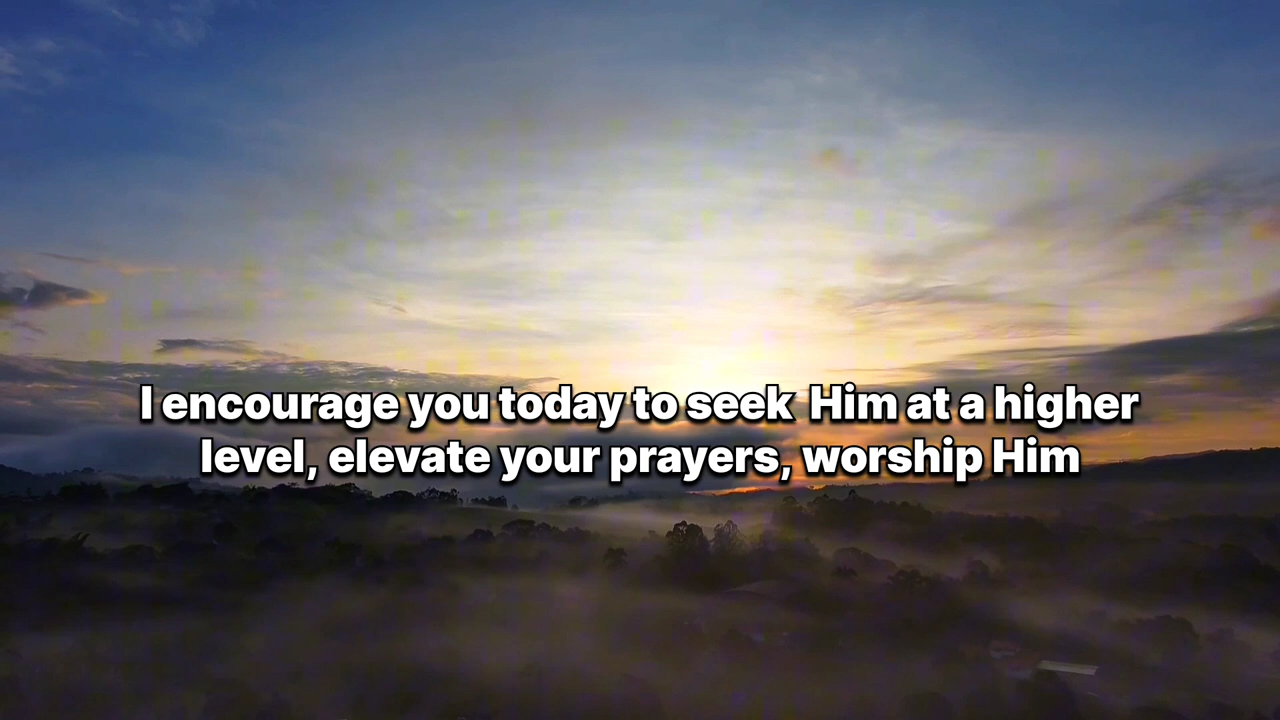 I encourage you today to seek  Him at a higher
level, elevate your prayers, worship Him